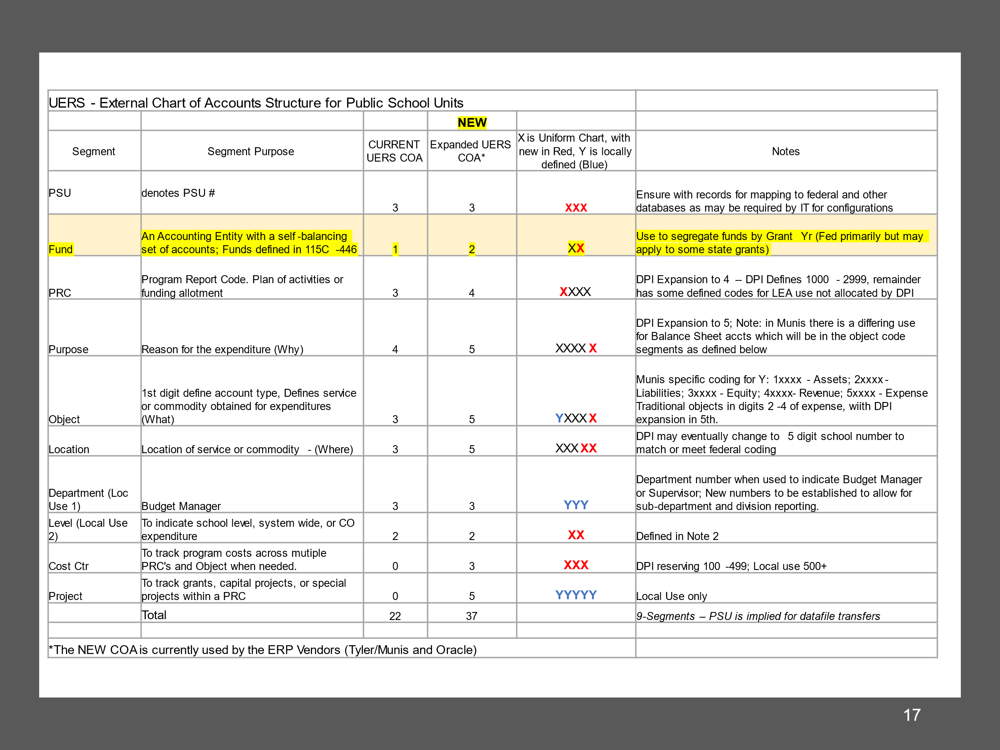 UERS - External Chart of Accounts Structure for Public School Units
NEW
Segment
Segment Purpose
CURRENT
UERS COA
Expanded UERS
COA*
X is Uniform Chart, with
new in Red, Y is locally
defined (Blue)
Notes
PSU
denotes PSU #
3
3
XXX
Ensure with records for mapping to federal and other
databases as may be required by IT for configurations
Fund
An Accounting Entity with a self-balancing
set of accounts; Funds defined in 115C -446
1
2
XX
Use to segregate funds by Grant Yr (Fed primarily but may
apply to some state grants)
PRC
Program Report Code. Plan of activities or
funding allotment
3
4
XXXX
DPI Expansion to 4 -- DPI Defines 1000 - 2999, remainder
has some defined codes for LEA use not allocated by DPI
Purpose
Reason for the expenditure (Why)
4
5
XXXX X
DPI Expansion to 5; Note: in Munis there is a differing use
for Balance Sheet accts which will be in the object code
segments as defined below
Object
1st digit define account type, Defines service
or commodity obtained for expenditures
(What)
3
5
YXXX X
Munis specific coding for Y: 1xxxx - Assets; 2xxxx -
Liabilities; 3xxxx - Equity; 4xxxx- Revenue; 5xxxx - Expense
Traditional objects in digits 2 -4 of expense, wiith DPI
expansion in 5th.
Location
Location of service or commodity - (Where)
3
5
XXX XX
DPI may eventually change to 5 digit school number to
match or meet federal coding
Department (Loc
Use 1)
Budget Manager
3
3
YYY
Department number when used to indicate Budget Manager
or Supervisor; New numbers to be established to allow for
sub-department and division reporting.
Level (Local Use
2)
To indicate school level, system wide, or CO
expenditure
2
2
XX
Defined in Note 2
Cost Ctr
To track program costs across mutiple
PRC's and Object when needed.
0
3
XXX
DPI reserving 100 -499; Local use 500+
Project
To track grants, capital projects, or special
projects within a PRC
0
5
YYYYY
Local Use only
Total
22
37
9-Segments – PSU is implied for datafile transfers
*The NEW COA is currently used by the ERP Vendors (Tyler/Munis and Oracle)
17